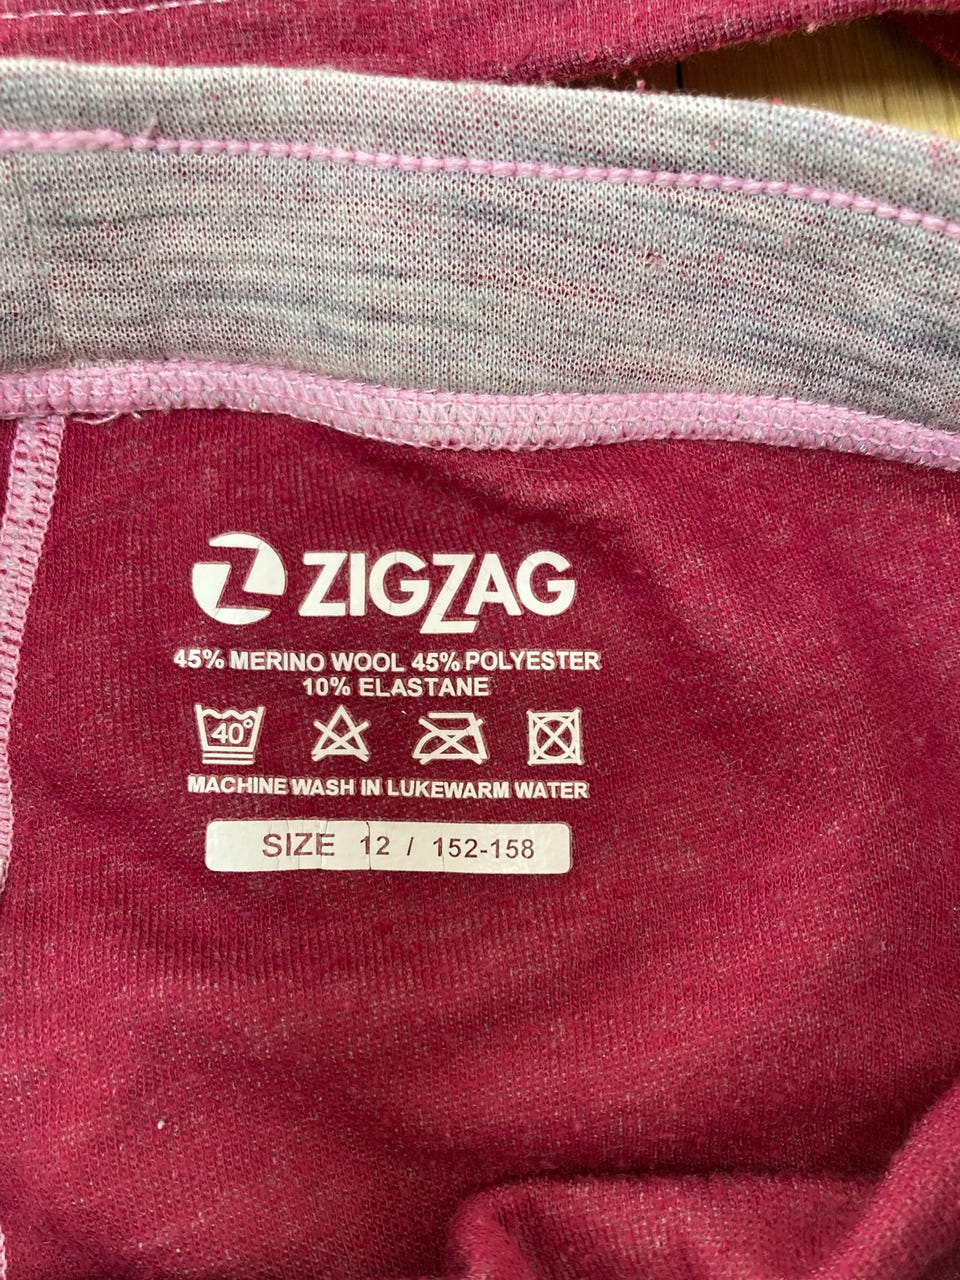 ZIGZAG
45% MERINO WOOL 45% POLYESTER
10% ELASTANE
40°
MACHINE WASH IN LUKEWARM WATER
SIZE 12 / 152-158